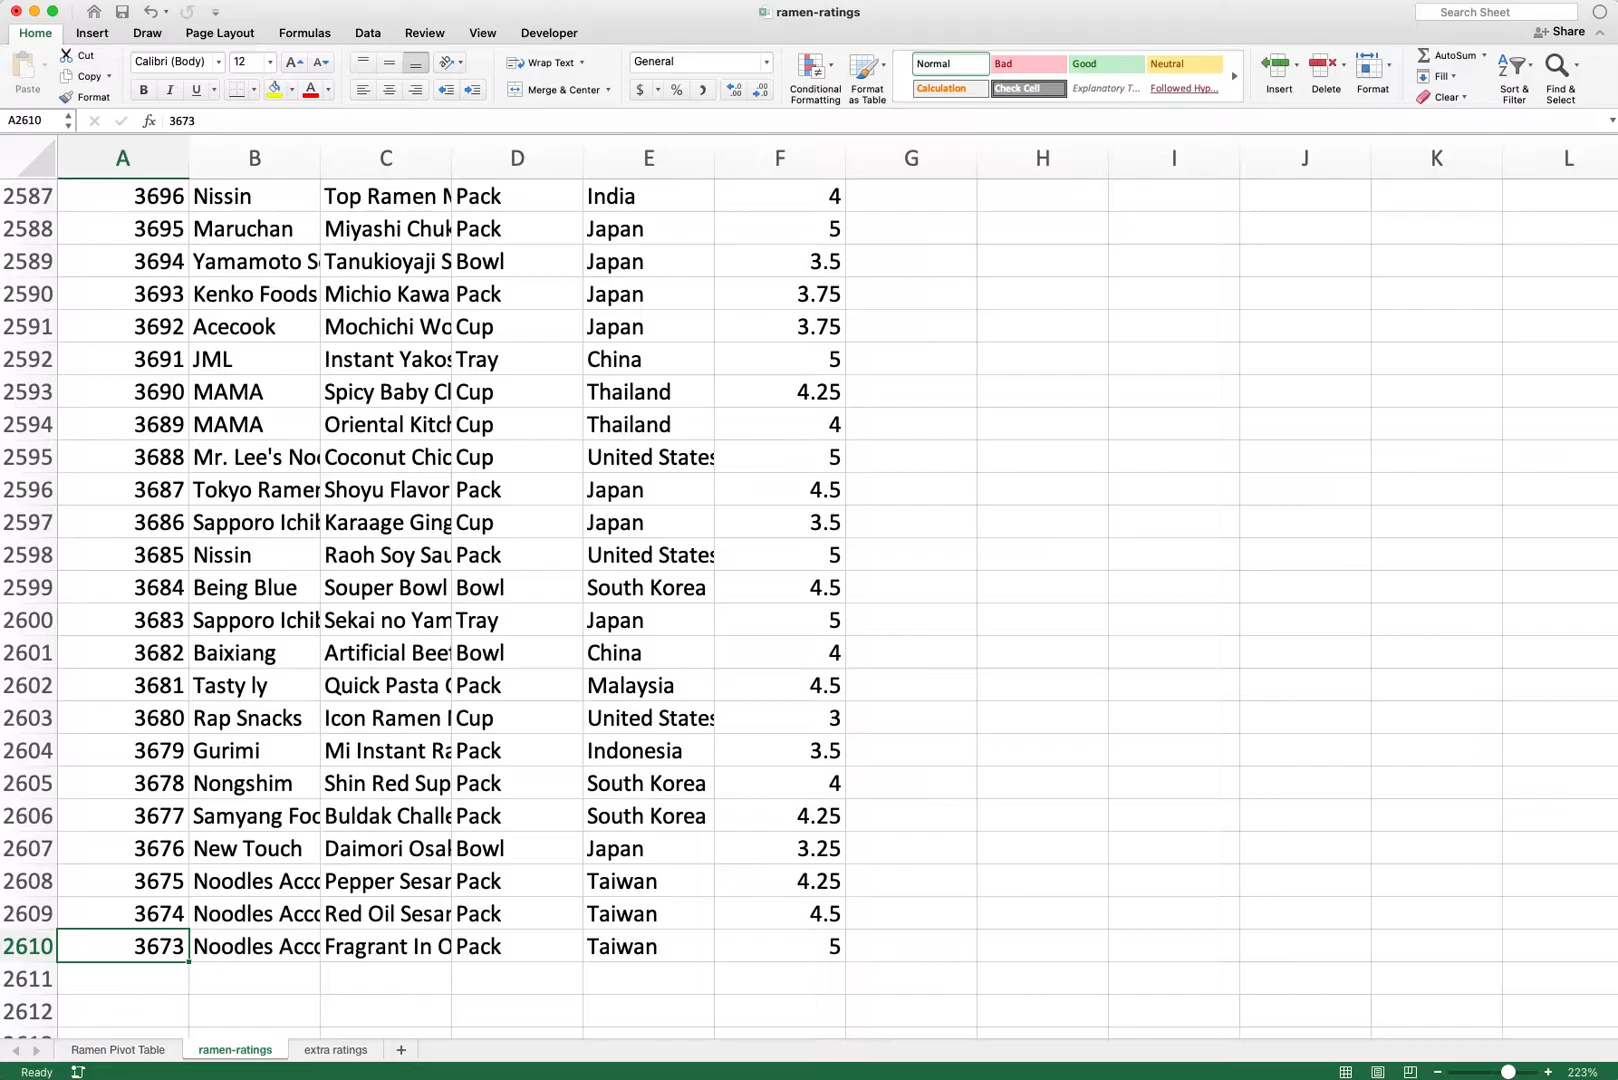 ramen-ratings
Search Sheet
Home Insert Draw Page Layout Formulas Data Review View Developer
Share
Paste
Cut
Copy
Format
Calibri (Body) 12
B I U
Wrap Text
Merge & Center
General
$ %
Conditional Formatting
Format as Table
Normal Bad Good Neutral
Calculation Check Cell Explanatory T... Followed Hyp...
Insert Delete Format
AutoSum
Fill
Clear
Sort & Filter
Find & Select
A2610 fx 3673
A B C D E F G H I J K L
2587 3696 Nissin Top Ramen M Pack India 4
2588 3695 Maruchan Miyashi Chuk Pack Japan 5
2589 3694 Yamamoto S Tanukioyaji S Bowl Japan 3.5
2590 3693 Kenko Foods Michio Kawa Pack Japan 3.75
2591 3692 Acecook Mochichi Wo Cup Japan 3.75
2592 3691 JML Instant Yakos Tray China 5
2593 3690 MAMA Spicy Baby Cl Cup Thailand 4.25
2594 3689 MAMA Oriental Kitch Cup Thailand 4
2595 3688 Mr. Lee's Noo Coconut Chic Cup United States 5
2596 3687 Tokyo Ramen Shoyu Flavor Pack Japan 4.5
2597 3686 Sapporo Ichib Karaage Ging Cup Japan 3.5
2598 3685 Nissin Raoh Soy Sau Pack United States 5
2599 3684 Being Blue Souper Bowl Bowl South Korea 4.5
2600 3683 Sapporo Ichib Sekai no Yam Tray Japan 5
2601 3682 Baixiang Artificial Beef Bowl China 4
2602 3681 Tasty ly Quick Pasta C Pack Malaysia 4.5
2603 3680 Rap Snacks Icon Ramen Cup United States 3
2604 3679 Gurimi Mi Instant Ra Pack Indonesia 3.5
2605 3678 Nongshim Shin Red Sup Pack South Korea 4
2606 3677 Samyang Foo Buldak Challe Pack South Korea 4.25
2607 3676 New Touch Daimori Osak Bowl Japan 3.25
2608 3675 Noodles Acco Pepper Sesan Pack Taiwan 4.25
2609 3674 Noodles Acco Red Oil Sesan Pack Taiwan 4.5
2610 3673 Noodles Acco Fragrant In O Pack Taiwan 5
2611
2612
Ramen Pivot Table ramen-ratings extra ratings +
Ready 223%